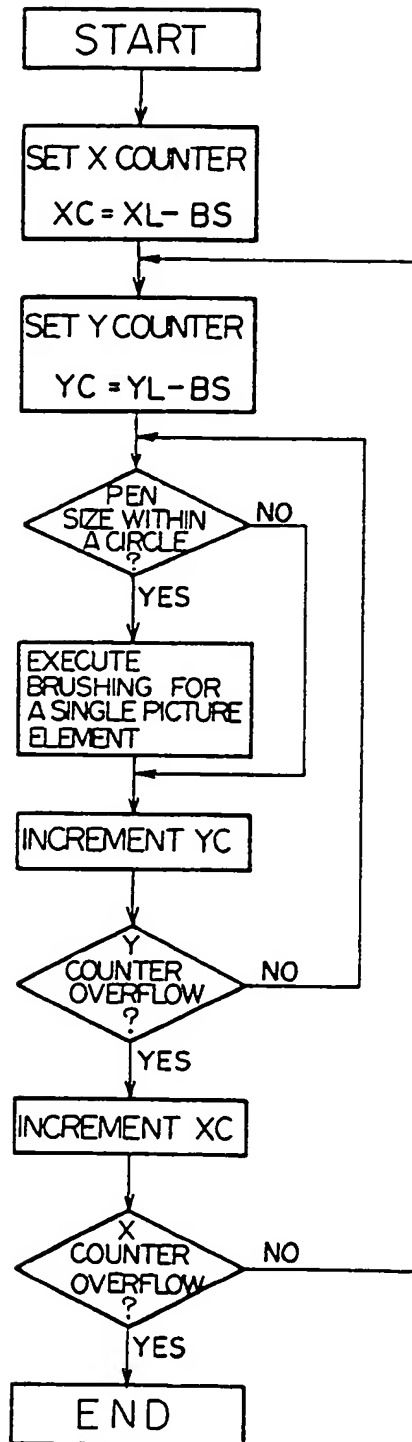 START
SET X COUNTER
XC = XL - BS
SET Y COUNTER
YC = YL - BS
PEN
SIZE WITHIN
A CIRCLE
?
NO
YES
EXECUTE
BRUSHING FOR
A SINGLE PICTURE
ELEMENT
INCREMENT YC
Y
COUNTER
OVERFLOW
?
NO
YES
INCREMENT XC
X
COUNTER
OVERFLOW
?
NO
YES
END